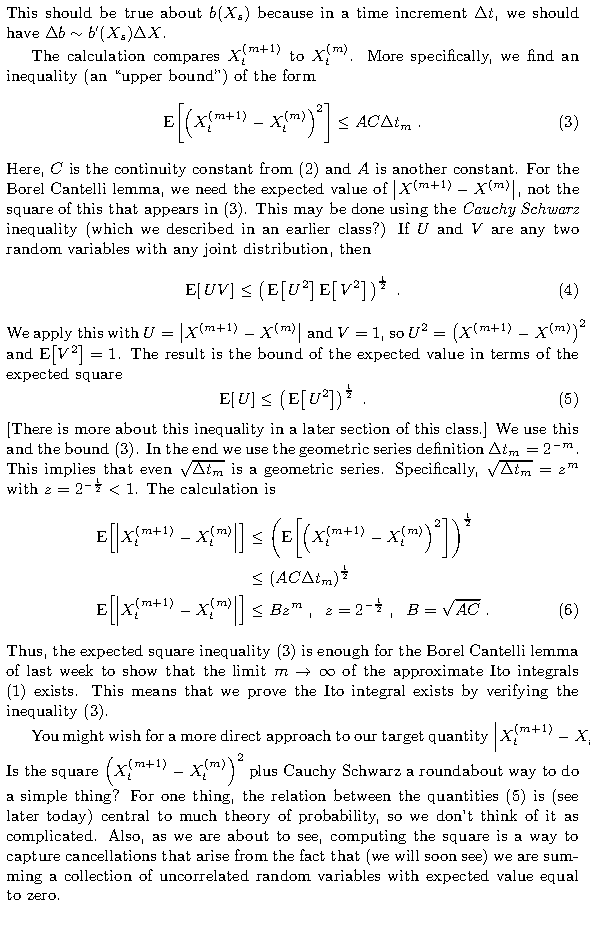 This should be true about b(X_s) because in a time increment Δt, we should
have Δb ∼ b′(X_s)ΔX.
The calculation compares X_t^{(m+1)} to X_t^{(m)}. More specifically, we find an
inequality (an “upper bound”) of the form
E[(X_t^{(m+1)} − X_t^{(m)})^2] ≤ ACΔt_m . (3)
Here, C is the continuity constant from (2) and A is another constant. For the
Borel Cantelli lemma, we need the expected value of |X^{(m+1)} − X^{(m)}|, not the
square of this that appears in (3). This may be done using the Cauchy Schwarz
inequality (which we described in an earlier class?) If U and V are any two
random variables with any joint distribution, then
E[UV] ≤ (E[U^2] E[V^2])^{1/2} . (4)
We apply this with U = |X^{(m+1)} − X^{(m)}| and V = 1, so U^2 = (X^{(m+1)} − X^{(m)})^2
and E[V^2] = 1. The result is the bound of the expected value in terms of the
expected square
E[U] ≤ (E[U^2])^{1/2} . (5)
[There is more about this inequality in a later section of this class.] We use this
and the bound (3). In the end we use the geometric series definition Δt_m = 2^{−m}.
This implies that even √Δt_m is a geometric series. Specifically, √Δt_m = z^m
with z = 2^{−1/2} < 1. The calculation is
E[|X_t^{(m+1)} − X_t^{(m)}|] ≤ (E[(X_t^{(m+1)} − X_t^{(m)})^2])^{1/2}
≤ (ACΔt_m)^{1/2}
E[|X_t^{(m+1)} − X_t^{(m)}|] ≤ Bz^m , z = 2^{−1/2} , B = √AC . (6)
Thus, the expected square inequality (3) is enough for the Borel Cantelli lemma
of last week to show that the limit m → ∞ of the approximate Ito integrals
(1) exists. This means that we prove the Ito integral exists by verifying the
inequality (3).
You might wish for a more direct approach to our target quantity |X_t^{(m+1)} − X
Is the square (X_t^{(m+1)} − X_t^{(m)})^2 plus Cauchy Schwarz a roundabout way to do
a simple thing? For one thing, the relation between the quantities (5) is (see
later today) central to much theory of probability, so we don’t think of it as
complicated. Also, as we are about to see, computing the square is a way to
capture cancellations that arise from the fact that (we will soon see) we are sum-
ming a collection of uncorrelated random variables with expected value equal
to zero.